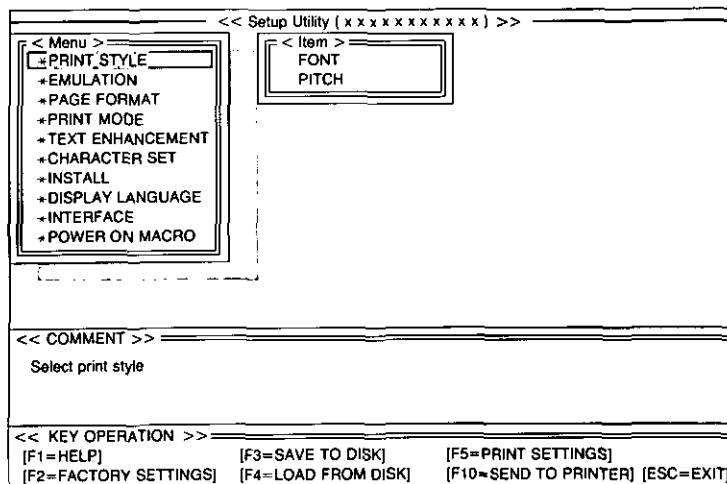 << Setup Utility ( x x x x x x x x x x x ) >>
< Menu >
*PRINT STYLE
*EMULATION
*PAGE FORMAT
*PRINT MODE
*TEXT ENHANCEMENT
*CHARACTER SET
*INSTALL
*DISPLAY LANGUAGE
*INTERFACE
*POWER ON MACRO
< Item >
FONT
PITCH
<< COMMENT >>
Select print style
<< KEY OPERATION >>
[F1=HELP] [F3=SAVE TO DISK] [F5=PRINT SETTINGS]
[F2=FACTORY SETTINGS] [F4=LOAD FROM DISK] [F10=SEND TO PRINTER] [ESC=EXIT]